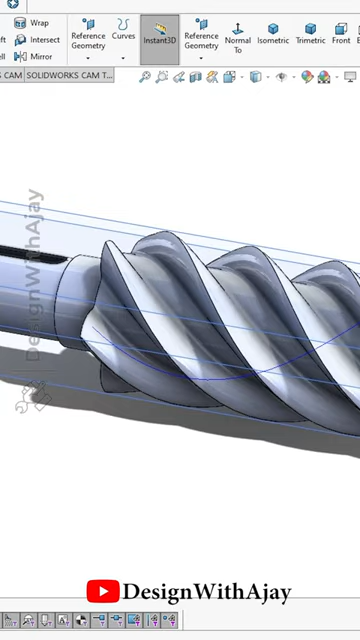 Wrap
Intersect
Mirror
Reference
Geometry
Curves
Instant3D
Reference
Geometry
Normal
To
Isometric
Trimetric
Front
CAM
SOLIDWORKS CAM T...
DesignWithAjay
DesignWithAjay